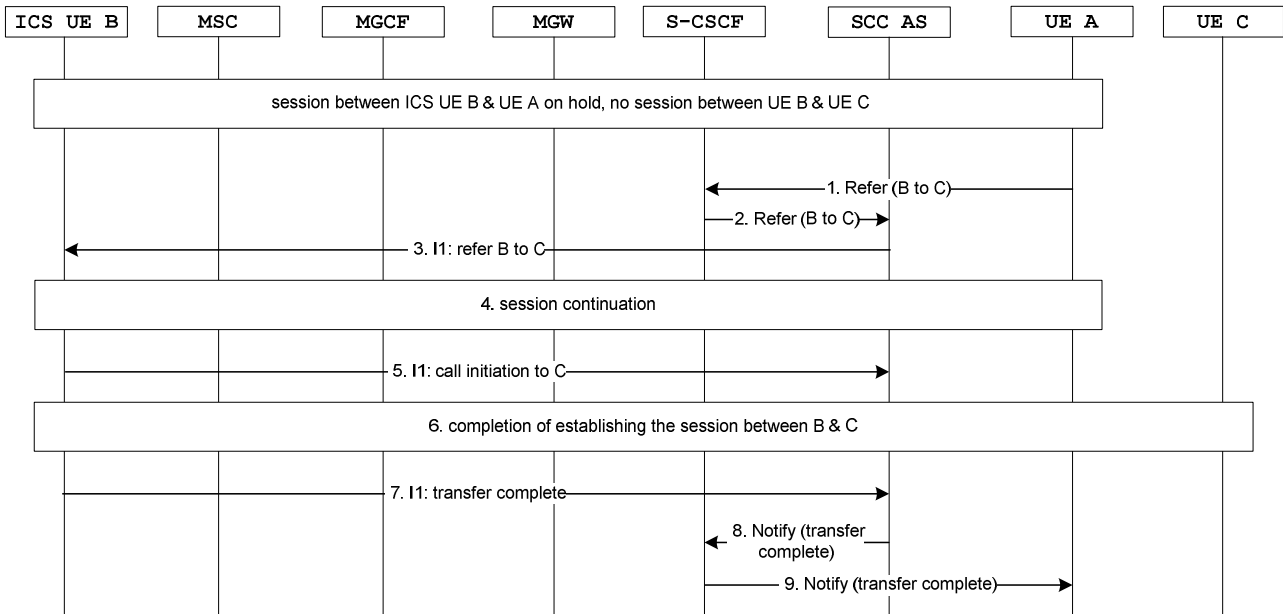 ICS UE B MSC MGCF MGW S-CSCF SCC AS UE A UE C
session between ICS UE B & UE A on hold, no session between UE B & UE C
1. Refer (B to C)
2. Refer (B to C)
3. I1: refer B to C
4. session continuation
5. I1: call initiation to C
6. completion of establishing the session between B & C
7. I1: transfer complete
8. Notify (transfer
complete)
9. Notify (transfer complete)